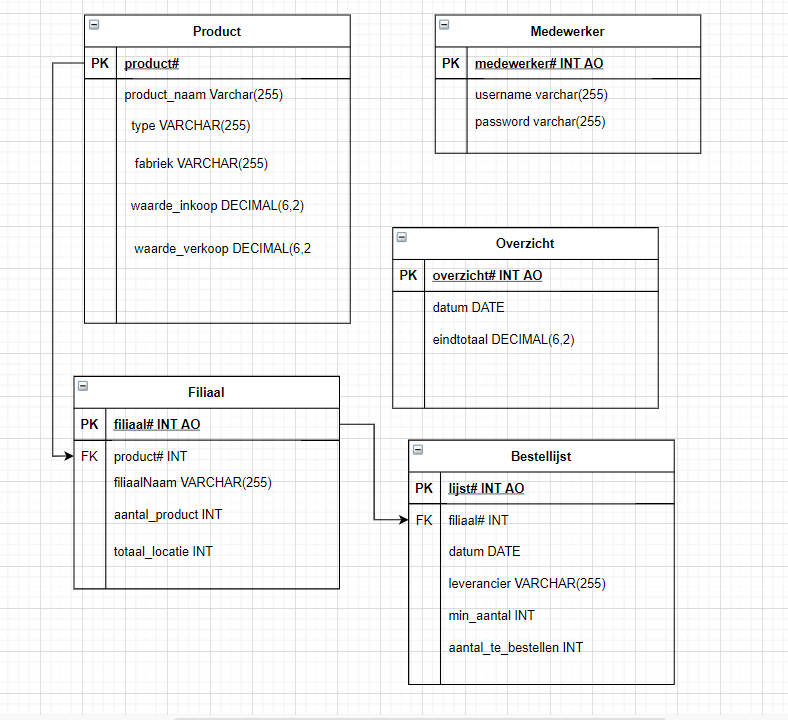 Product
PK product#
product_naam Varchar(255)
type VARCHAR(255)
fabriek VARCHAR(255)
waarde_inkoop DECIMAL(6,2)
waarde_verkoop DECIMAL(6,2
Medewerker
PK medewerker# INT AO
username varchar(255)
password varchar(255)
Overzicht
PK overzicht# INT AO
datum DATE
eindtotaal DECIMAL(6,2)
Filiaal
PK filiaal# INT AO
FK product# INT
filiaalNaam VARCHAR(255)
aantal_product INT
totaal_locatie INT
Bestellijst
PK lijst# INT AO
FK filiaal# INT
datum DATE
leverancier VARCHAR(255)
min_aantal INT
aantal_te_bestellen INT